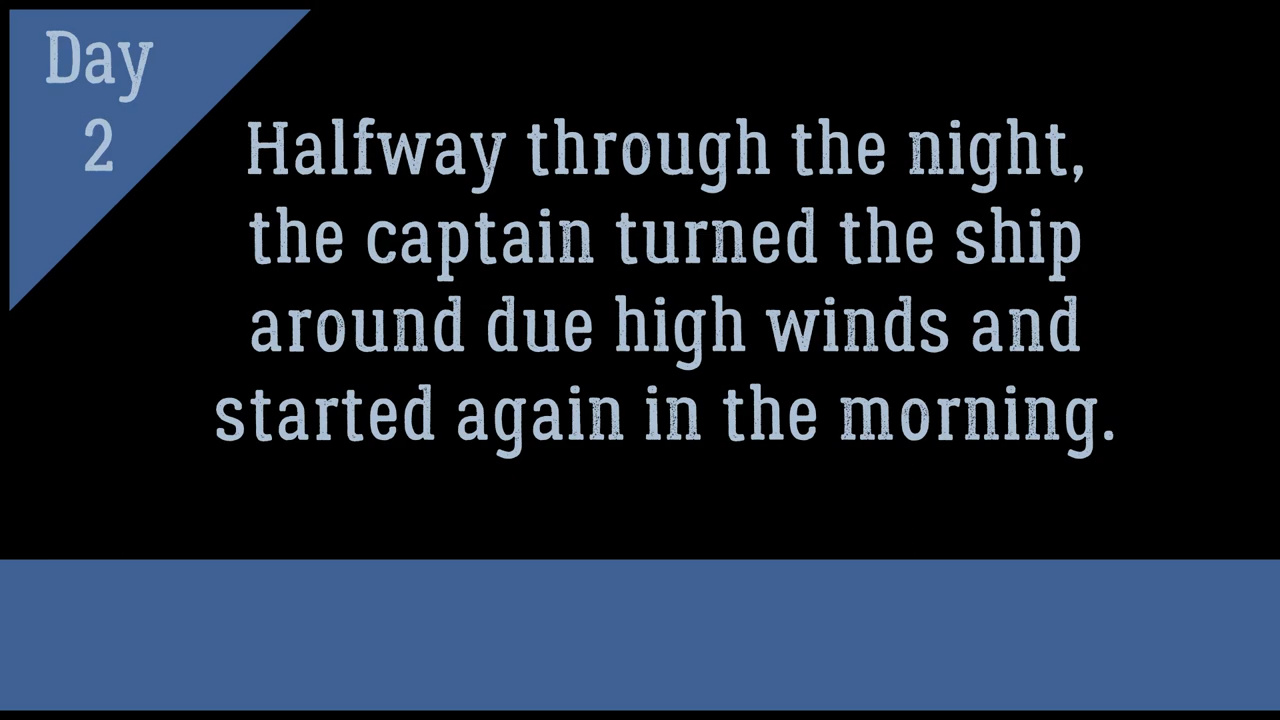 Day
2
Halfway through the night,
the captain turned the ship
around due high winds and
started again in the morning.